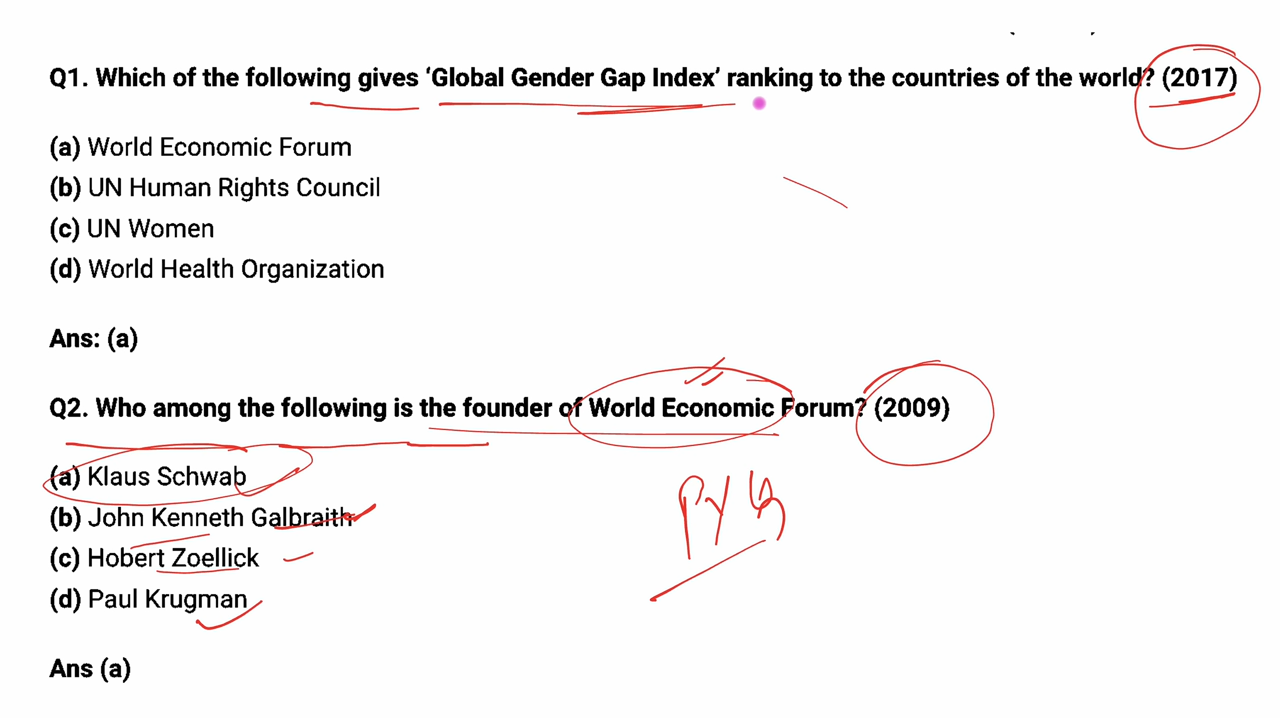 Q1. Which of the following gives ‘Global Gender Gap Index’ ranking to the countries of the world? (2017)
(a) World Economic Forum
(b) UN Human Rights Council
(c) UN Women
(d) World Health Organization
Ans: (a)
Q2. Who among the following is the founder of World Economic Forum? (2009)
(a) Klaus Schwab
(b) John Kenneth Galbraith
(c) Hobert Zoellick
(d) Paul Krugman
PYQ
Ans (a)